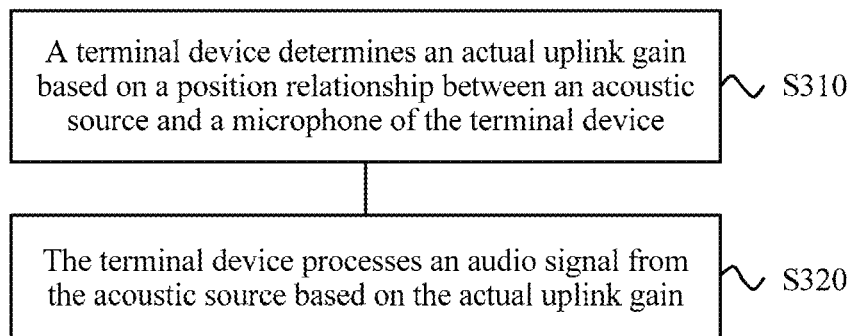 A terminal device determines an actual uplink gain
based on a position relationship between an acoustic
source and a microphone of the terminal device
S310
The terminal device processes an audio signal from
the acoustic source based on the actual uplink gain
S320